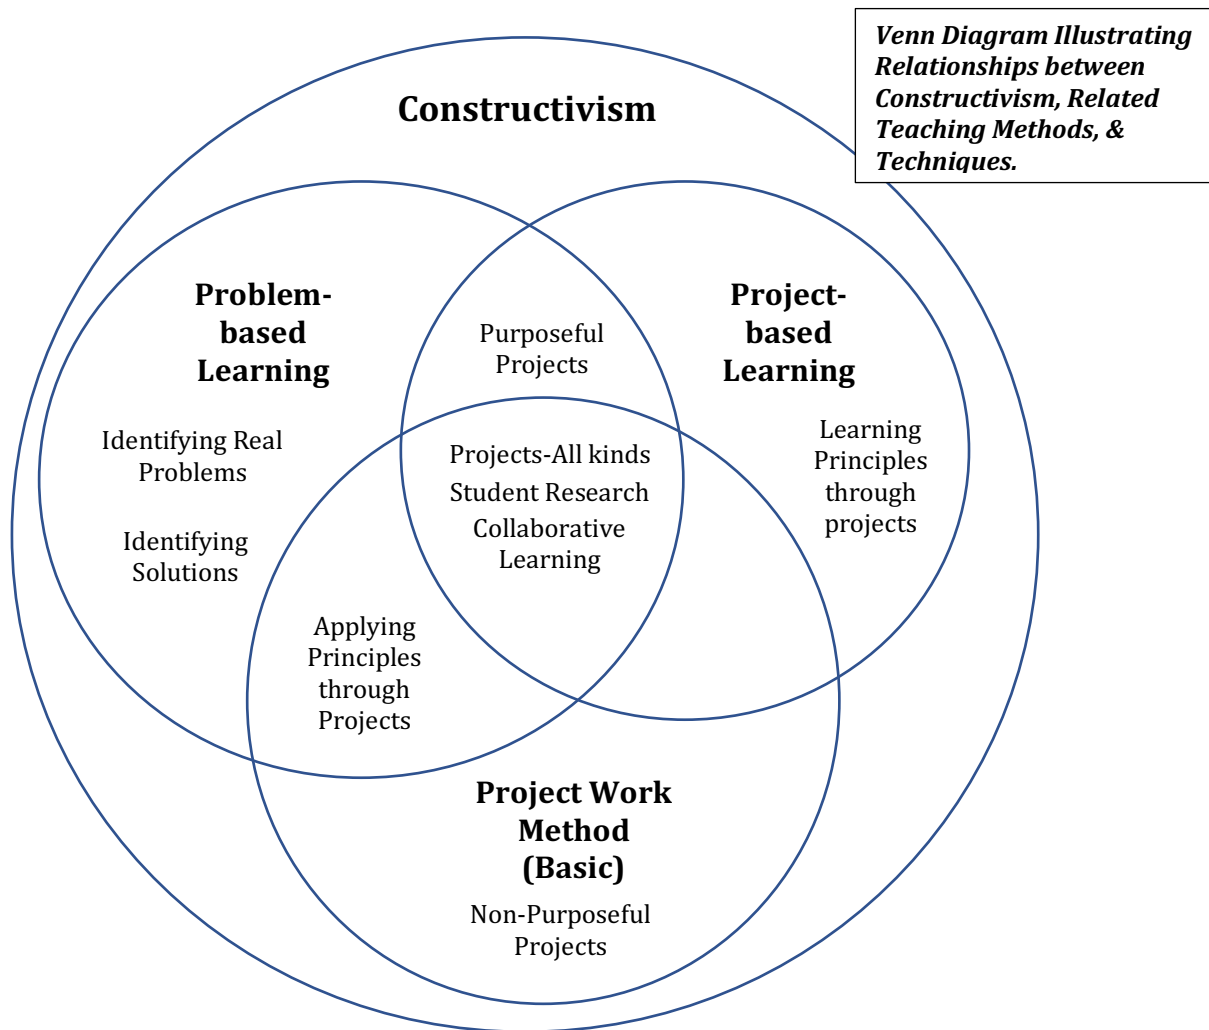 Venn Diagram Illustrating
Relationships between
Constructivism, Related
Teaching Methods, &
Techniques.
Constructivism
Problem-
based
Learning
Purposeful
Projects
Project-
based
Learning
Identifying Real
Problems
Identifying
Solutions
Projects-All kinds
Student Research
Collaborative
Learning
Learning
Principles
through
projects
Applying
Principles
through
Projects
Project Work
Method
(Basic)
Non-Purposeful
Projects